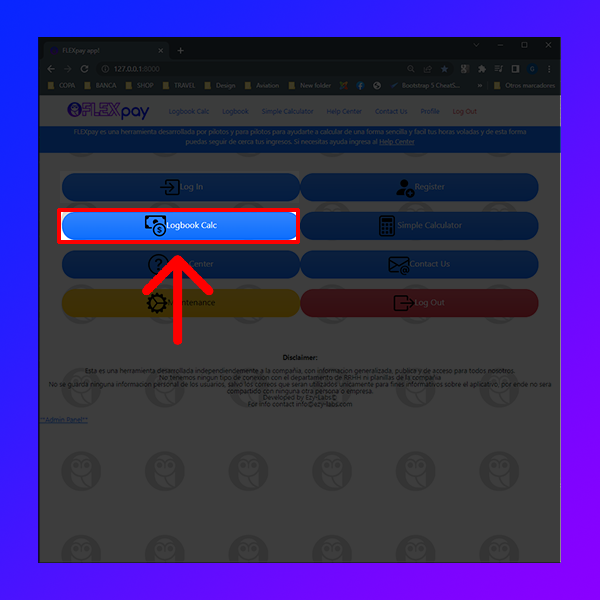 FLEXpay app!
127.0.0.1:8000
COPA BANCA SHOP TRAVEL Design Aviation New folder Bootstrap 5 CheatS... » Otros marcadores
FLEXpay Logbook Calc Logbook Simple Calculator Help Center Contact Us Profile Log Out
FLEXpay es una herramienta desarrollada por pilotos y para pilotos para ayudarte a calcular de una forma sencilla y facil tus horas voladas y de esta forma
puedas seguir de cerca tus ingresos. Si necesitas ayuda ingresa al Help Center
Log In Register
Logbook Calc Simple Calculator
Center Contact Us
Maintenance Log Out
Disclaimer:
Esta es una herramienta desarrollada independientemente a la compañia, con informacion generalizada, publica y de acceso para todos nosotros.
No tenemos ningun tipo de conexion con el departamento de RRHH ni planillas de la compañia
No se guarda ninguna informacion personal de los usuarios, salvo los correos que seran utilizados unicamente para fines informativos sobre el aplicativo, por ende no sera
compartido con ninguna otra persona o empresa.
Developed by Ezy-Labs©
For info contact info@ezy-labs.com
**Admin Panel**